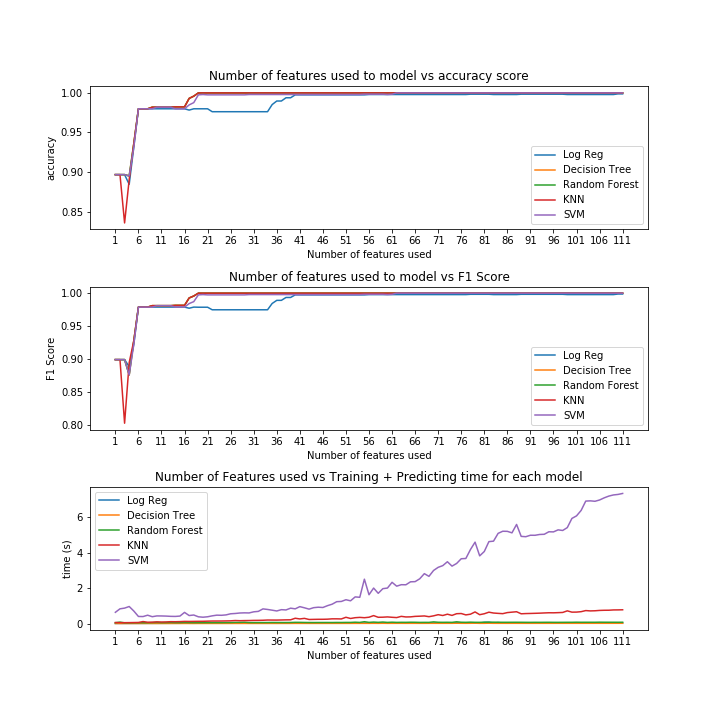 Number of features used to model vs accuracy score
accuracy
1.00
0.95
0.90
0.85
Log Reg
Decision Tree
Random Forest
KNN
SVM
1 6 11 16 21 26 31 36 41 46 51 56 61 66 71 76 81 86 91 96 101 106 111
Number of features used
Number of features used to model vs F1 Score
F1 Score
1.00
0.95
0.90
0.85
0.80
Log Reg
Decision Tree
Random Forest
KNN
SVM
1 6 11 16 21 26 31 36 41 46 51 56 61 66 71 76 81 86 91 96 101 106 111
Number of features used
Number of Features used vs Training + Predicting time for each model
time (s)
6
4
2
0
Log Reg
Decision Tree
Random Forest
KNN
SVM
1 6 11 16 21 26 31 36 41 46 51 56 61 66 71 76 81 86 91 96 101 106 111
Number of features used